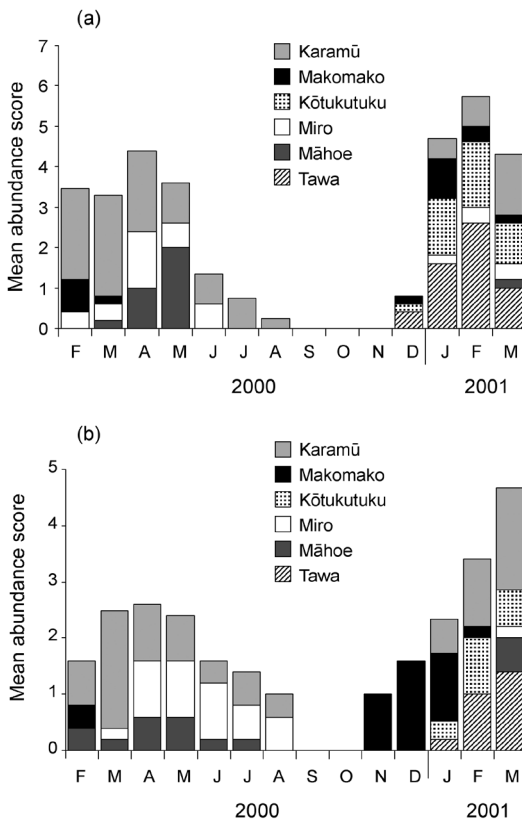 (a)
7
6
5
4
3
2
1
0
Mean abundance score
Karamū
Makomako
Kōtukutuku
Miro
Māhoe
Tawa
F M A M J J A S O N D J F M
2000 2001
(b)
5
4
3
2
1
0
Mean abundance score
Karamū
Makomako
Kōtukutuku
Miro
Māhoe
Tawa
F M A M J J A S O N D J F M
2000 2001